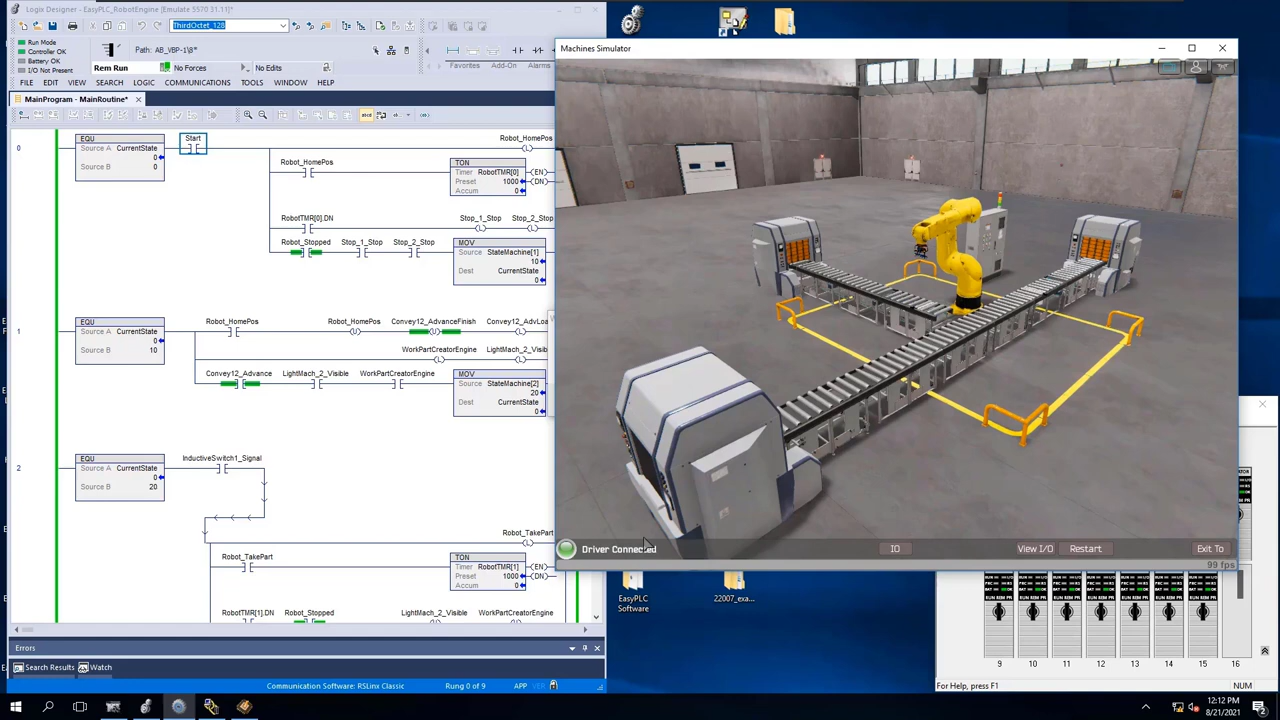 Logix Designer - EasyPLC_RobotEngine [Emulate 5570 31.11]*
ThirdOctet_128
Run Mode
Controller OK
Battery OK
I/O Not Present
Path: AB_VBP-1\8*
Rem Run
No Forces
No Edits
Favorites
Add-On
Alarms
FILE
EDIT
VIEW
SEARCH
LOGIC
COMMUNICATIONS
TOOLS
WINDOW
HELP
MainProgram - MainRoutine*
0
EQU
Source A CurrentState
0
Source B 0
Start
Robot_HomePos
Robot_HomePos
TON
Timer RobotTMR[0]
Preset 1000
Accum 0
EN
DN
RobotTMR[0].DN
Stop_1_Stop
Stop_2_Stop
Robot_Stopped
Stop_1_Stop
Stop_2_Stop
MOV
Source StateMachine[1]
10
Dest CurrentState
0
1
EQU
Source A CurrentState
0
Source B 10
Robot_HomePos
Robot_HomePos
Convey12_AdvanceFinish
Convey12_AdvLoa
WorkPartCreatorEngine
LightMach_2_Visible
Convey12_Advance
LightMach_2_Visible
WorkPartCreatorEngine
MOV
Source StateMachine[2]
20
Dest CurrentState
0
2
EQU
Source A CurrentState
0
Source B 20
InductiveSwitch1_Signal
Robot_TakePart
Robot_TakePart
TON
Timer RobotTMR[1]
Preset 1000
Accum 0
EN
DN
RobotTMR[1].DN
Robot_Stopped
LightMach_2_Visible
WorkPartCreatorEngine
Errors
Search Results
Watch
Communication Software: RSLinx Classic
Rung 0 of 9
APP
VER
Machines Simulator
Driver Connected
IO
View I/O
Restart
Exit To
99 fps
EasyPLC
Software
22007_exa...
9
10
11
12
13
14
15
16
For Help, press F1
NUM
12:12 PM
8/21/2021
2